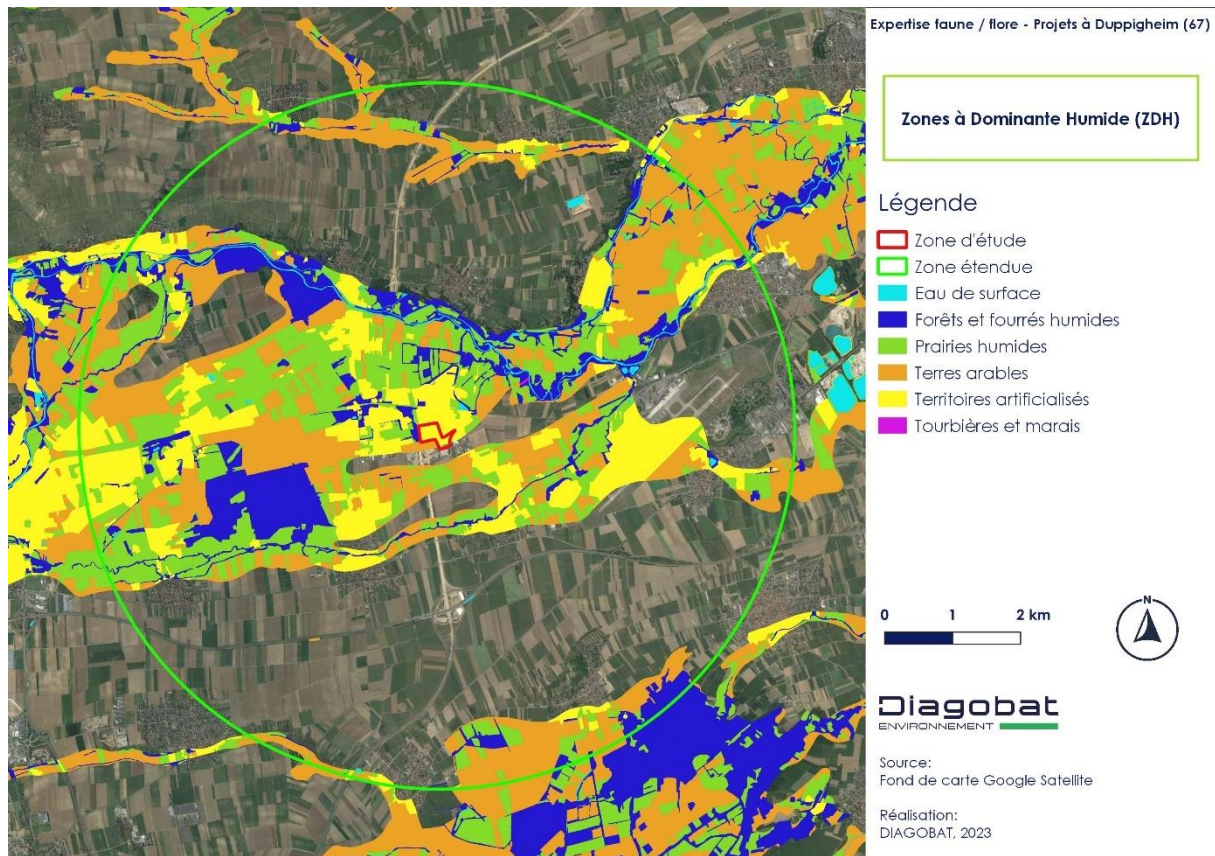 Expertise faune / flore - Projets à Duppigheim (67)
Zones à Dominante Humide (ZDH)
Légende
Zone d'étude
Zone étendue
Eau de surface
Forêts et fourrés humides
Prairies humides
Terres arables
Territoires artificialisés
Tourbières et marais
0 1 2 km
N
Diagobat
ENVIRONNEMENT
Source:
Fond de carte Google Satellite
Réalisation:
DIAGOBAT, 2023